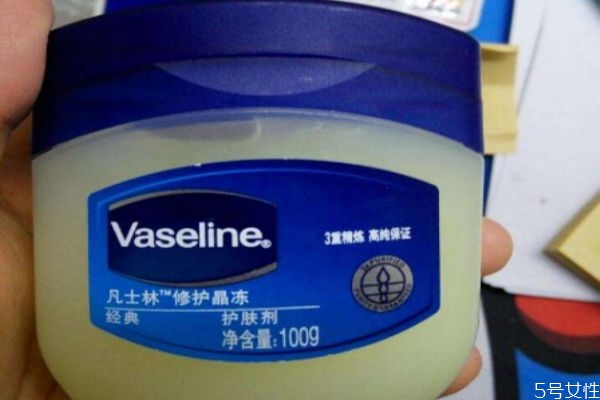 Vaseline®
3重精炼 高纯保证
凡士林™修护晶冻
经典 护肤剂
净含量:100g
5号女性